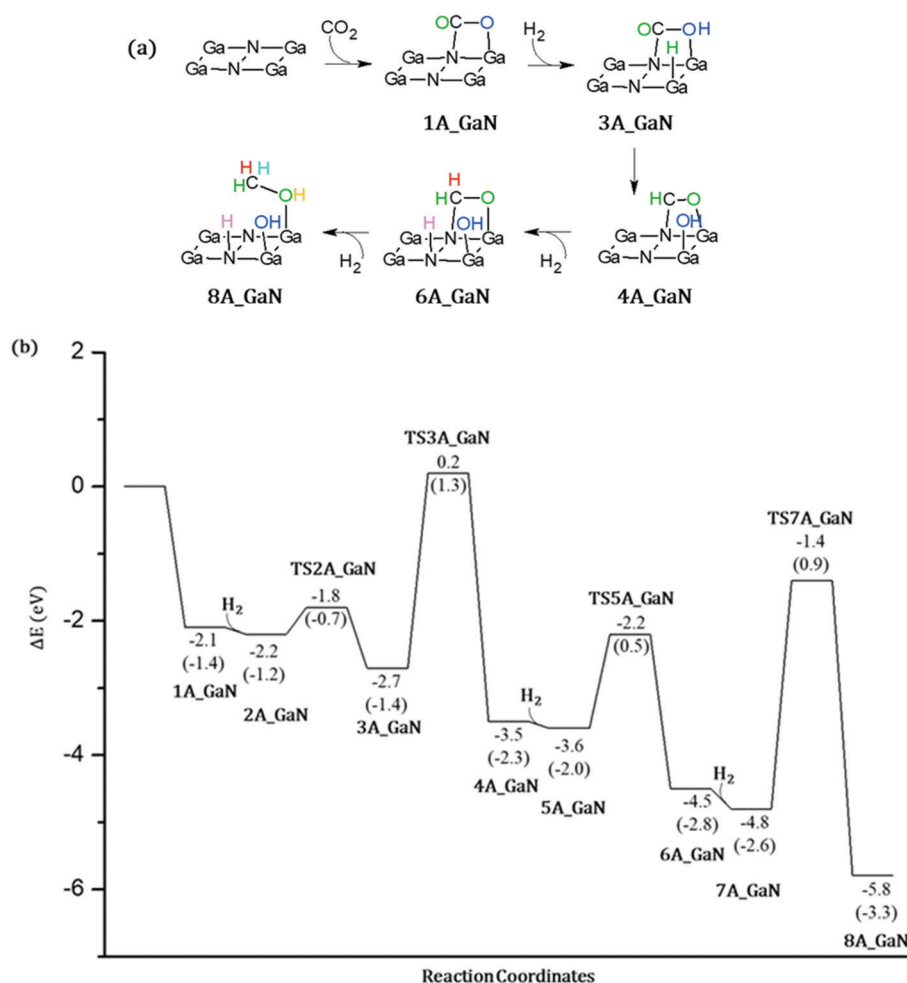 (a)
Ga N Ga
Ga N Ga
CO2
O C O
Ga N Ga
Ga N Ga
1A_GaN
H2
O C OH
H
Ga N Ga
Ga N Ga
3A_GaN
H H
H C OH
H OH
Ga N Ga
Ga N Ga
8A_GaN
H2
H
H C O
H OH
Ga N Ga
Ga N Ga
6A_GaN
H2
H C O
OH
Ga N Ga
Ga N Ga
4A_GaN
(b)
ΔE (eV)
2
0
-2
-4
-6
H2
-2.1
(-1.4)
1A_GaN
-2.2
(-1.2)
2A_GaN
TS2A_GaN
-1.8
(-0.7)
-2.7
(-1.4)
3A_GaN
TS3A_GaN
0.2
(1.3)
H2
-3.5
(-2.3)
4A_GaN
-3.6
(-2.0)
5A_GaN
TS5A_GaN
-2.2
(0.5)
H2
-4.5
(-2.8)
6A_GaN
-4.8
(-2.6)
7A_GaN
TS7A_GaN
-1.4
(0.9)
-5.8
(-3.3)
8A_GaN
Reaction Coordinates